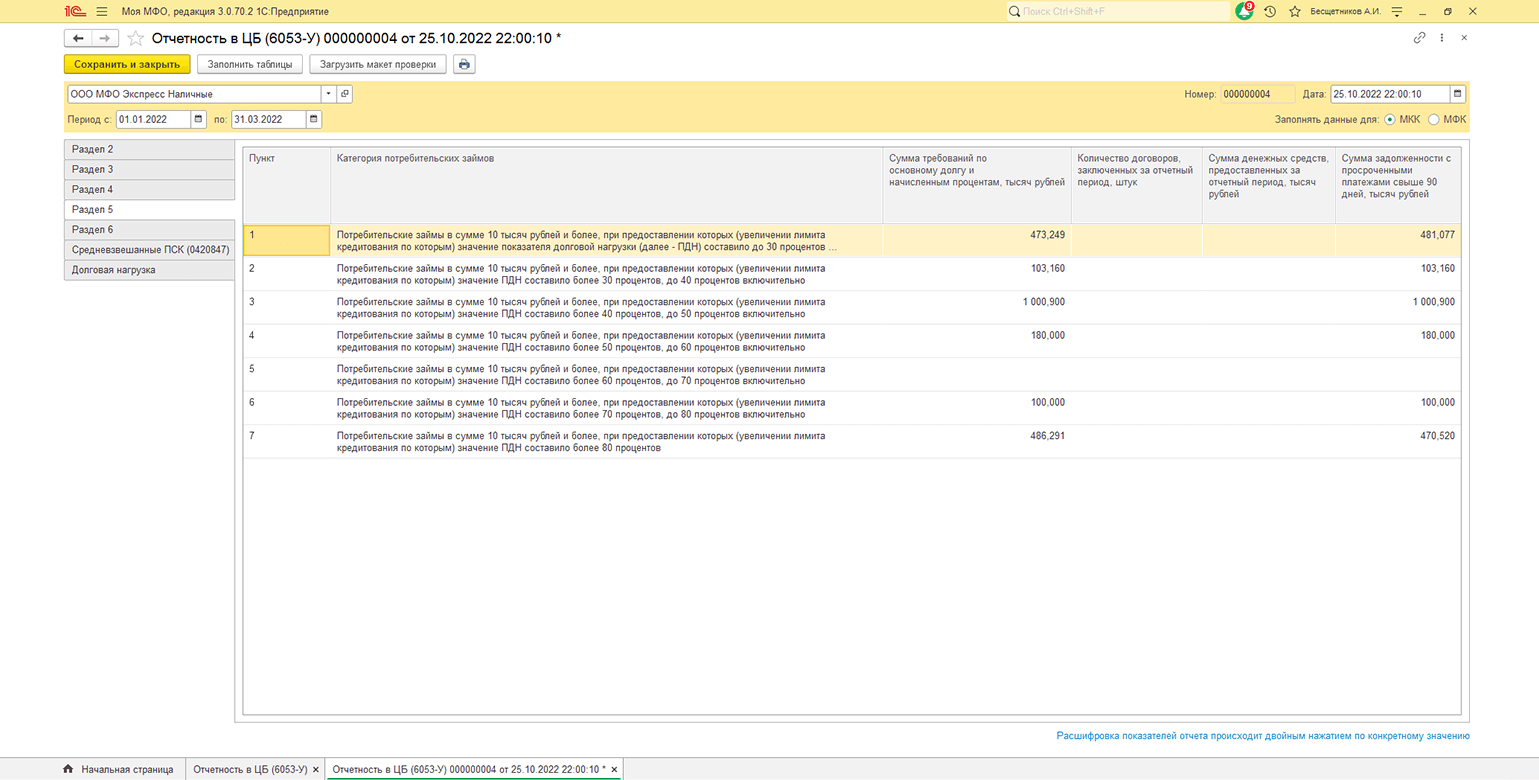 1С Моя МФО, редакция 3.0.70.2 1С:Предприятие Поиск Ctrl+Shift+F 9 Бесщетников А.И.
Отчетность в ЦБ (6053-У) 000000004 от 25.10.2022 22:00:10 *
Сохранить и закрыть Заполнить таблицы Загрузить макет проверки
ООО МФО Экспресс Наличные Номер: 000000004 Дата: 25.10.2022 22:00:10
Период с: 01.01.2022 по: 31.03.2022 Заполнять данные для: МКК МФК
Раздел 2
Раздел 3
Раздел 4
Раздел 5
Раздел 6
Средневзвешанные ПСК (0420847)
Долговая нагрузка
Пункт
Категория потребительских займов
Сумма требований по
основному долгу и
начисленным процентам, тысяч рублей
Количество договоров,
заключенных за отчетный
период, штук
Сумма денежных средств,
предоставленных за
отчетный период, тысяч
рублей
Сумма задолженности с
просроченными
платежами свыше 90
дней, тысяч рублей
1 Потребительские займы в сумме 10 тысяч рублей и более, при предоставлении которых (увеличении лимита 473,249 481,077
кредитования по которым) значение показателя долговой нагрузки (далее - ПДН) составило до 30 процентов ...
2 Потребительские займы в сумме 10 тысяч рублей и более, при предоставлении которых (увеличении лимита 103,160 103,160
кредитования по которым) значение ПДН составило более 30 процентов, до 40 процентов включительно
3 Потребительские займы в сумме 10 тысяч рублей и более, при предоставлении которых (увеличении лимита 1 000,900 1 000,900
кредитования по которым) значение ПДН составило более 40 процентов, до 50 процентов включительно
4 Потребительские займы в сумме 10 тысяч рублей и более, при предоставлении которых (увеличении лимита 180,000 180,000
кредитования по которым) значение ПДН составило более 50 процентов, до 60 процентов включительно
5 Потребительские займы в сумме 10 тысяч рублей и более, при предоставлении которых (увеличении лимита
кредитования по которым) значение ПДН составило более 60 процентов, до 70 процентов включительно
6 Потребительские займы в сумме 10 тысяч рублей и более, при предоставлении которых (увеличении лимита 100,000 100,000
кредитования по которым) значение ПДН составило более 70 процентов, до 80 процентов включительно
7 Потребительские займы в сумме 10 тысяч рублей и более, при предоставлении которых (увеличении лимита 486,291 470,520
кредитования по которым) значение ПДН составило более 80 процентов
Расшифровка показателей отчета происходит двойным нажатием по конкретному значению
Начальная страница Отчетность в ЦБ (6053-У) Отчетность в ЦБ (6053-У) 000000004 от 25.10.2022 22:00:10 *